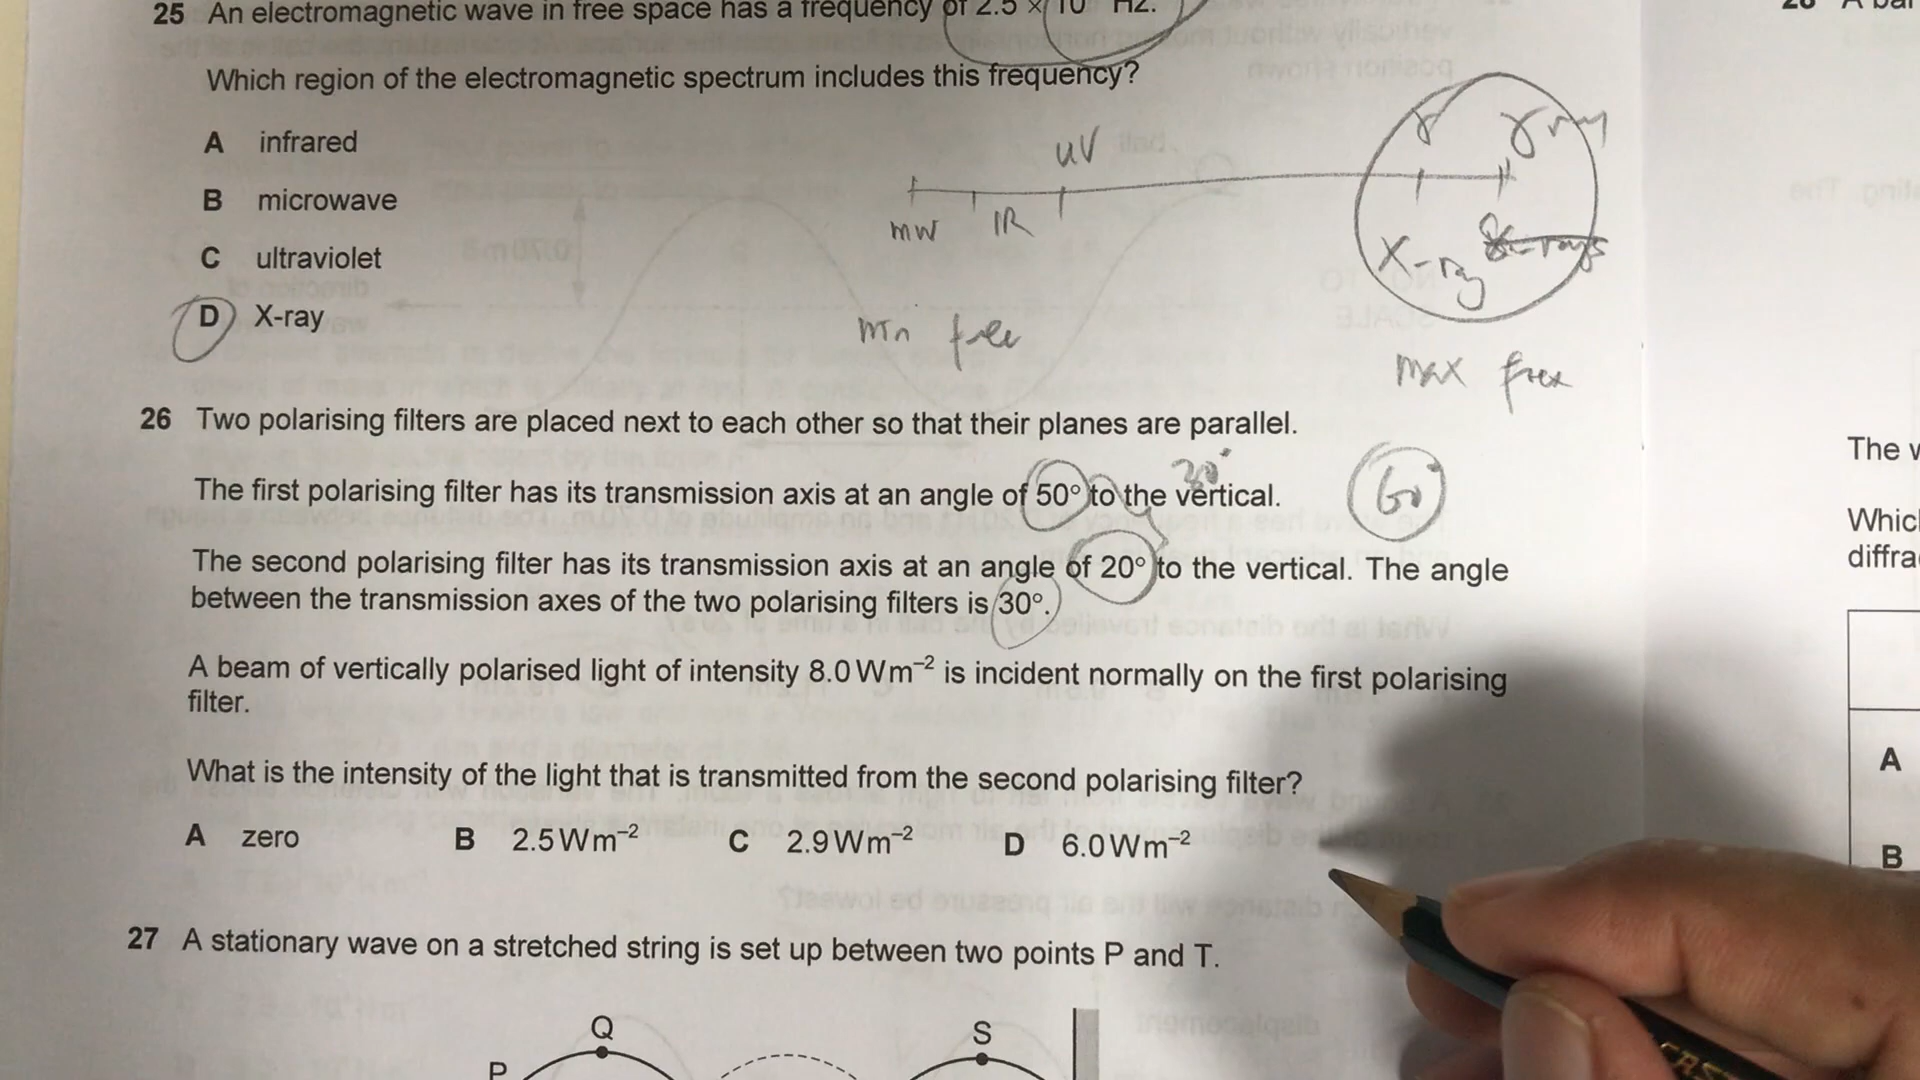 25 An electromagnetic wave in free space has a frequency of 2.5 × 10 Hz.
Which region of the electromagnetic spectrum includes this frequency?
A infrared
B microwave
C ultraviolet
D X-ray
UV
γ ray
MW IR
X-ray
min
max
26 Two polarising filters are placed next to each other so that their planes are parallel.
30°
The first polarising filter has its transmission axis at an angle of 50° to the vertical.
60°
The second polarising filter has its transmission axis at an angle of 20° to the vertical. The angle
between the transmission axes of the two polarising filters is 30°.
A beam of vertically polarised light of intensity 8.0 W m⁻² is incident normally on the first polarising
filter.
What is the intensity of the light that is transmitted from the second polarising filter?
A zero B 2.5 W m⁻² C 2.9 W m⁻² D 6.0 W m⁻²
27 A stationary wave on a stretched string is set up between two points P and T.
Q
S
P
The
A
B